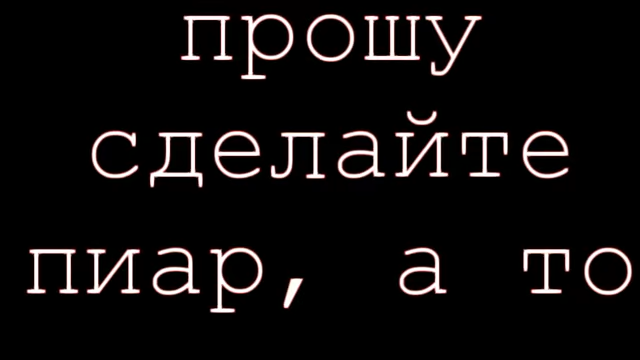 прошу
сделайте
пиар, а то